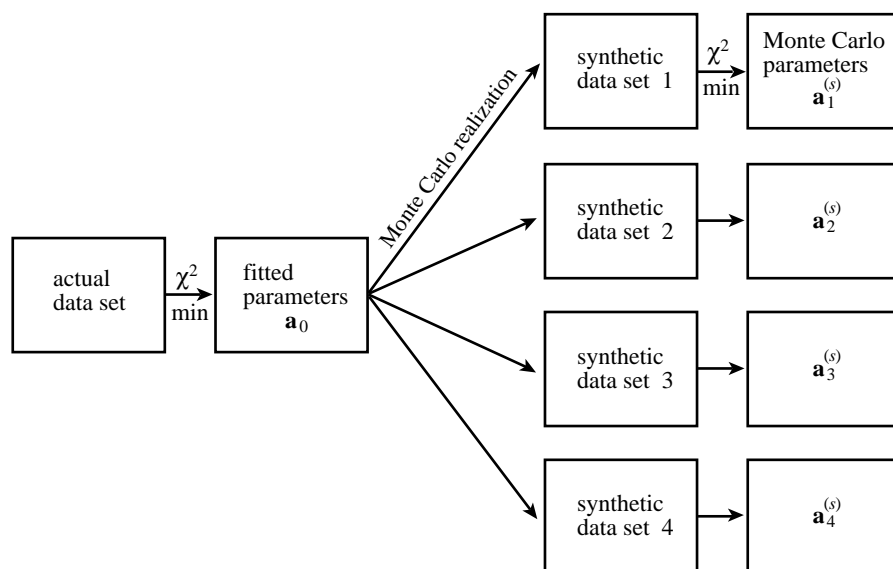 actual
data set
χ²
min
fitted
parameters
a₀
Monte Carlo realization
synthetic
data set 1
χ²
min
Monte Carlo
parameters
a₁⁽ˢ⁾
synthetic
data set 2
a₂⁽ˢ⁾
synthetic
data set 3
a₃⁽ˢ⁾
synthetic
data set 4
a₄⁽ˢ⁾